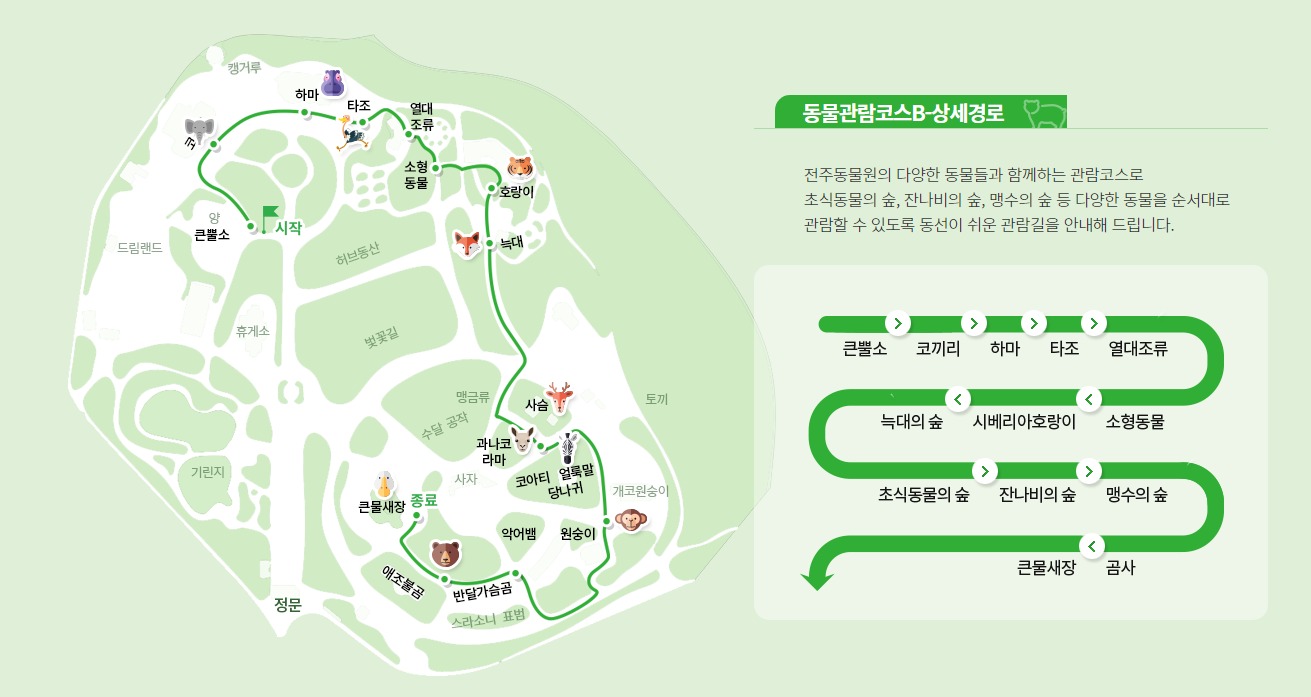 캥거루
하마
타조
열대
조류
코
소형
동물
호랑이
양
큰뿔소
시작
드림랜드
허브동산
늑대
휴게소
벚꽃길
맹금류
사슴
토끼
수달 공작
과나코
라마
기린지
사자
코아티 얼룩말
당나귀
개코원숭이
큰물새장
종료
악어뱀
원숭이
애조불곰
반달가슴곰
정문
스라소니 표범
동물관람코스B-상세경로
전주동물원의 다양한 동물들과 함께하는 관람코스로
초식동물의 숲, 잔나비의 숲, 맹수의 숲 등 다양한 동물을 순서대로
관람할 수 있도록 동선이 쉬운 관람길을 안내해 드립니다.
큰뿔소 코끼리 하마 타조 열대조류
늑대의 숲 시베리아호랑이 소형동물
초식동물의 숲 잔나비의 숲 맹수의 숲
큰물새장 곰사